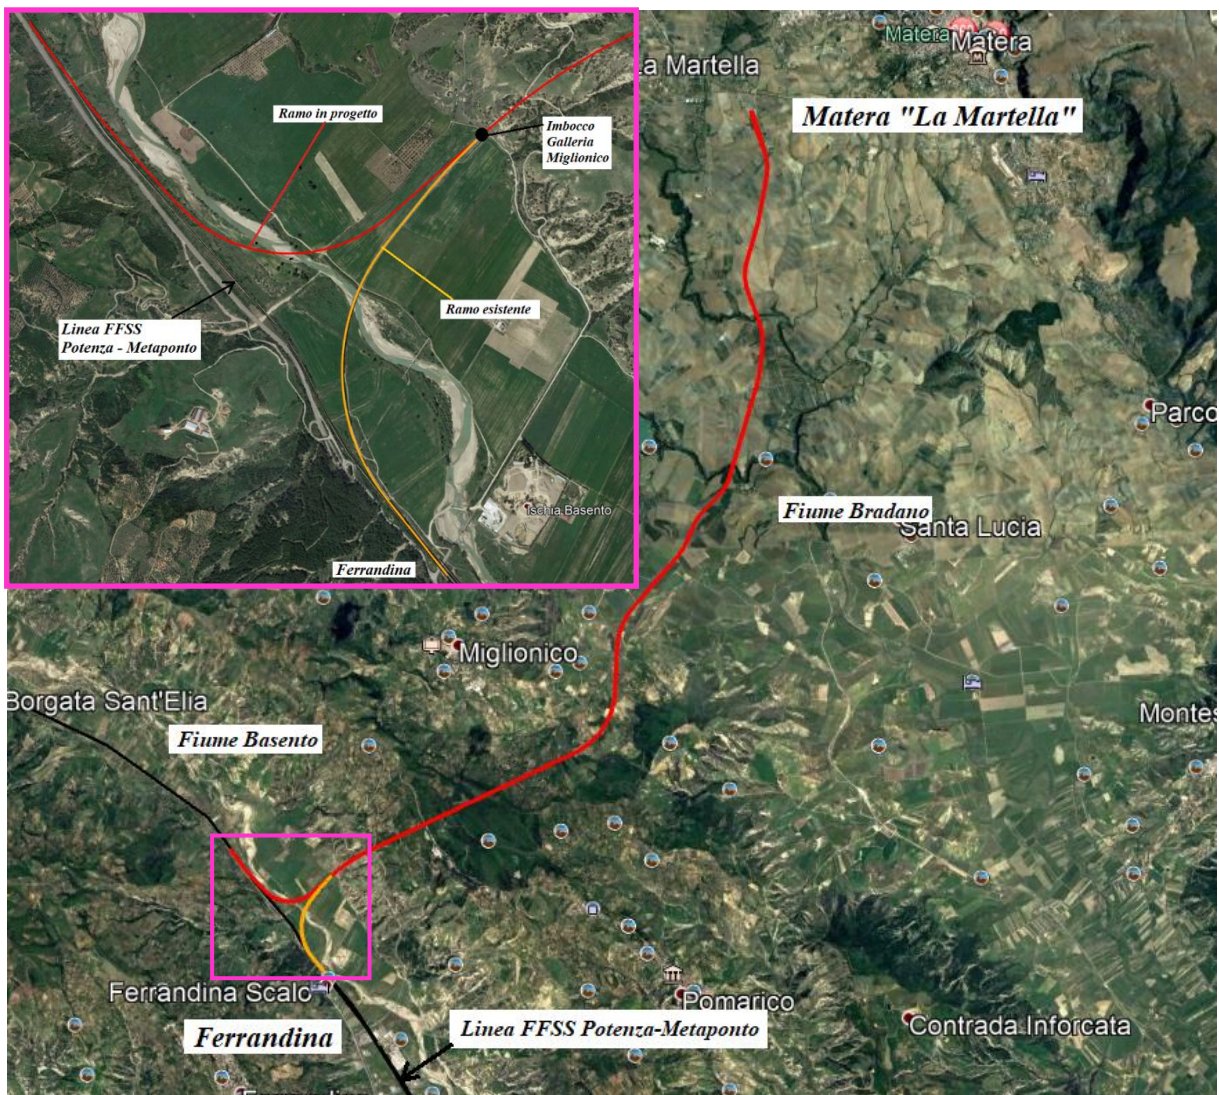 Ramo in progetto
Imbocco
Galleria
Miglionico
Linea FFSS
Potenza - Metaponto
Ramo esistente
Ischia Basento
Ferrandina
La Martella
Matera
Matera
Matera "La Martella"
Parco
Fiume Bradano
Santa Lucia
Miglionico
Borgata Sant'Elia
Fiume Basento
Montes
Ferrandina Scalo
Ferrandina
Linea FFSS Potenza-Metaponto
Pomarico
Contrada Inforcata